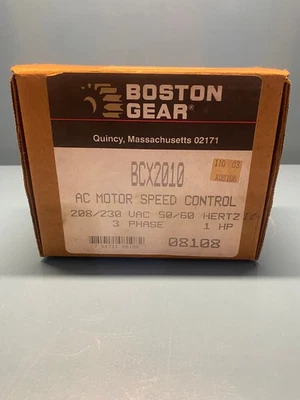 BOSTON
GEAR®
Quincy, Massachusetts 02171
BCX2010
AC MOTOR SPEED CONTROL
208/230 VAC 50/60 HERTZ
3 PHASE 1 HP
08108